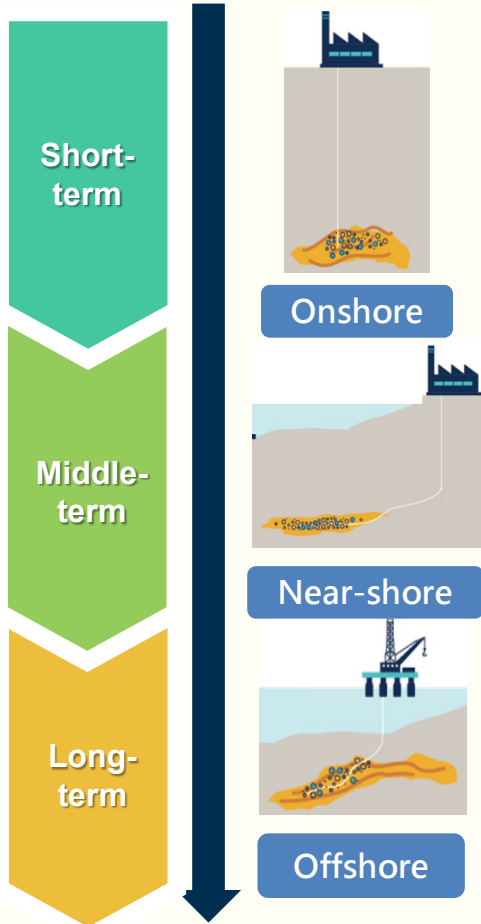 Short-
term
Onshore
Middle-
term
Near-shore
Long-
term
Offshore